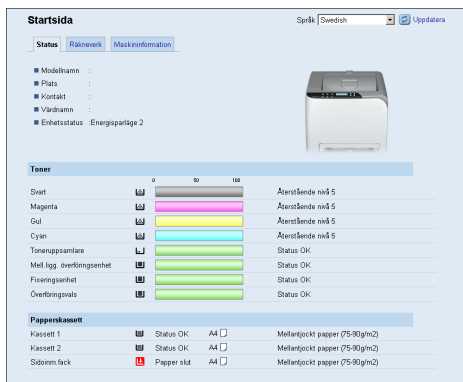 Startsida
Språk Swedish Uppdatera
Status Räkneverk Maskininformation
Modellnamn :
Plats :
Kontakt :
Värdnamn :
Enhetsstatus :Energisparläge 2
Toner
0 50 100
Svart Återstående nivå 5
Magenta Återstående nivå 5
Gul Återstående nivå 5
Cyan Återstående nivå 5
Toneruppsamlare Status OK
Mell.ligg. överföringsenhet Status OK
Fixeringsenhet Status OK
Överföringsvals Status OK
Papperskassett
Kassett 1 Status OK A4 Mellantjockt papper (75-90g/m2)
Kassett 2 Status OK A4 Mellantjockt papper (75-90g/m2)
Sidoinm.fack Papper slut A4 Mellantjockt papper (75-90g/m2)